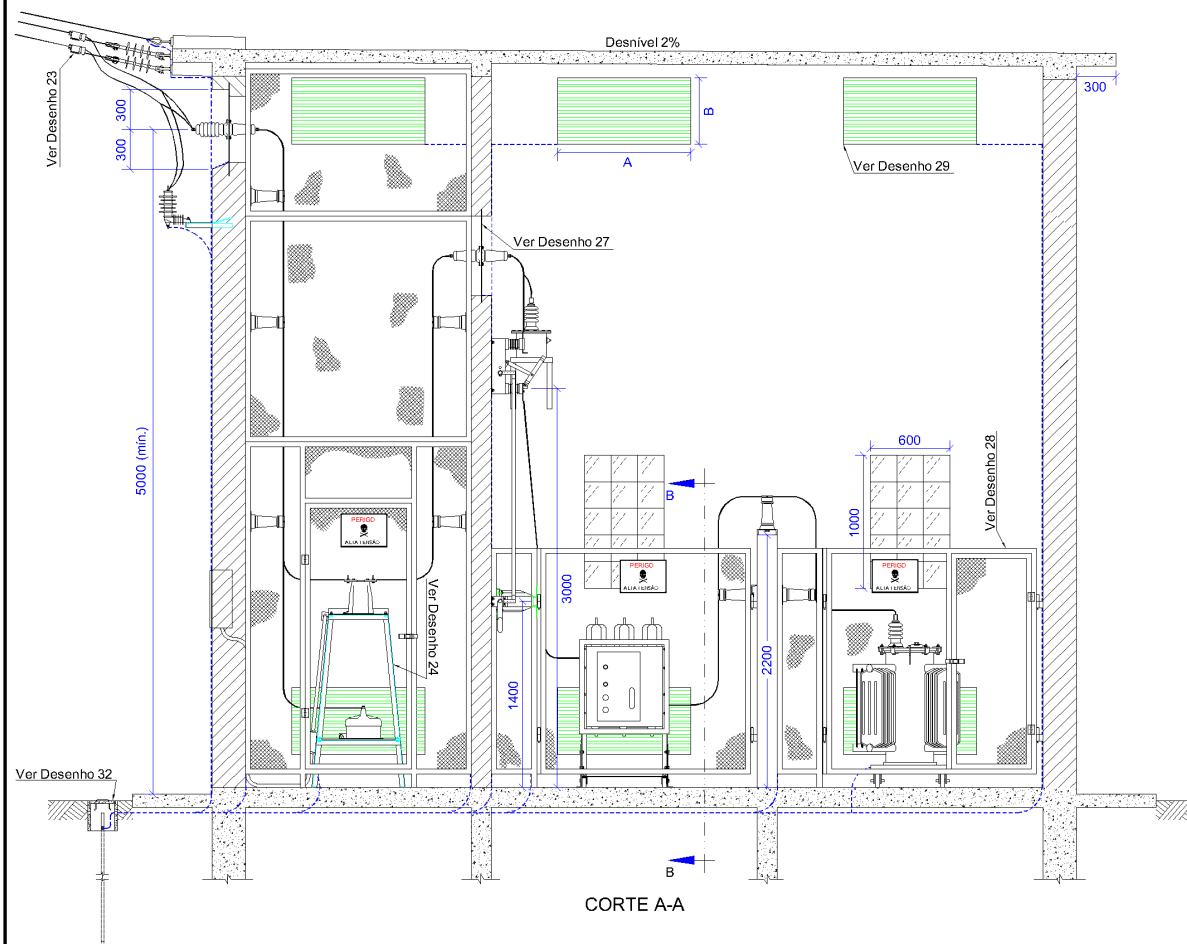 Desnível 2%
Ver Desenho 23
300
300
B
A
300
Ver Desenho 29
Ver Desenho 27
5000 (mín.)
600
1000
Ver Desenho 28
B
PERIGO
ALTA TENSÃO
PERIGO
ALTA TENSÃO
PERIGO
ALTA TENSÃO
Ver Desenho 24
3000
1400
2200
Ver Desenho 32
B
CORTE A-A